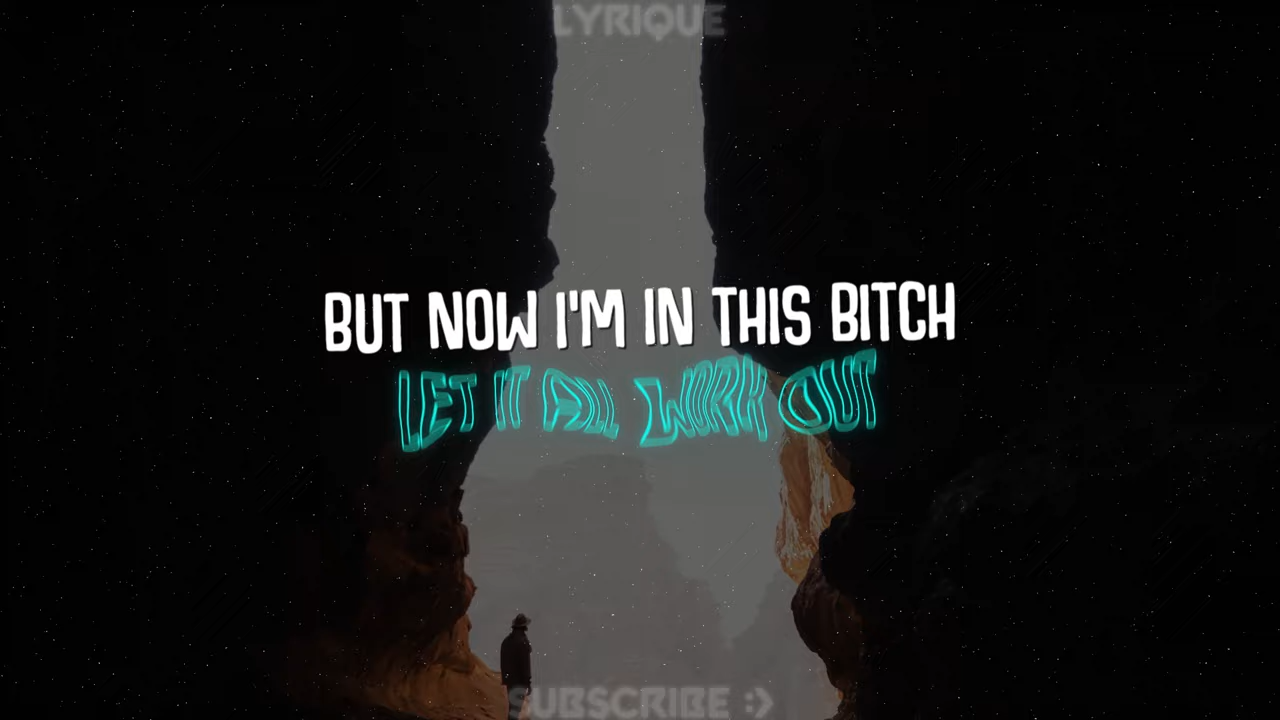 LYRIQUE
BUT NOW I'M IN THIS BITCH
LET IT ALL WORK OUT
SUBSCRIBE :>